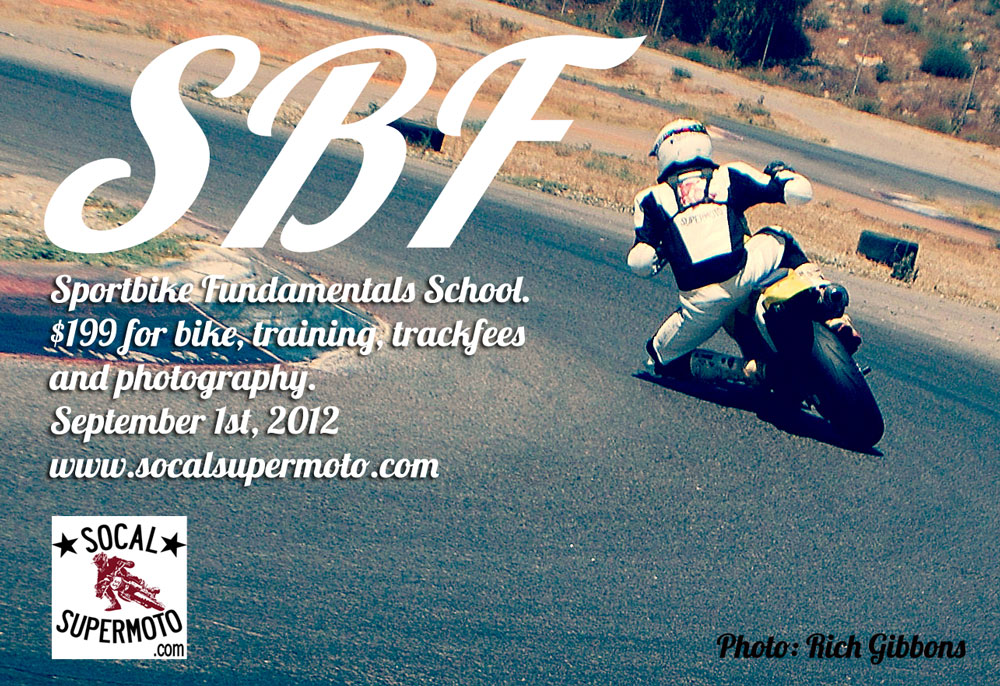 SBF
Sportbike Fundamentals School.
$199 for bike, training, trackfees
and photography.
September 1st, 2012
www.socalsupermoto.com
SOCAL
SUPERMOTO
.com
Photo: Rich Gibbons